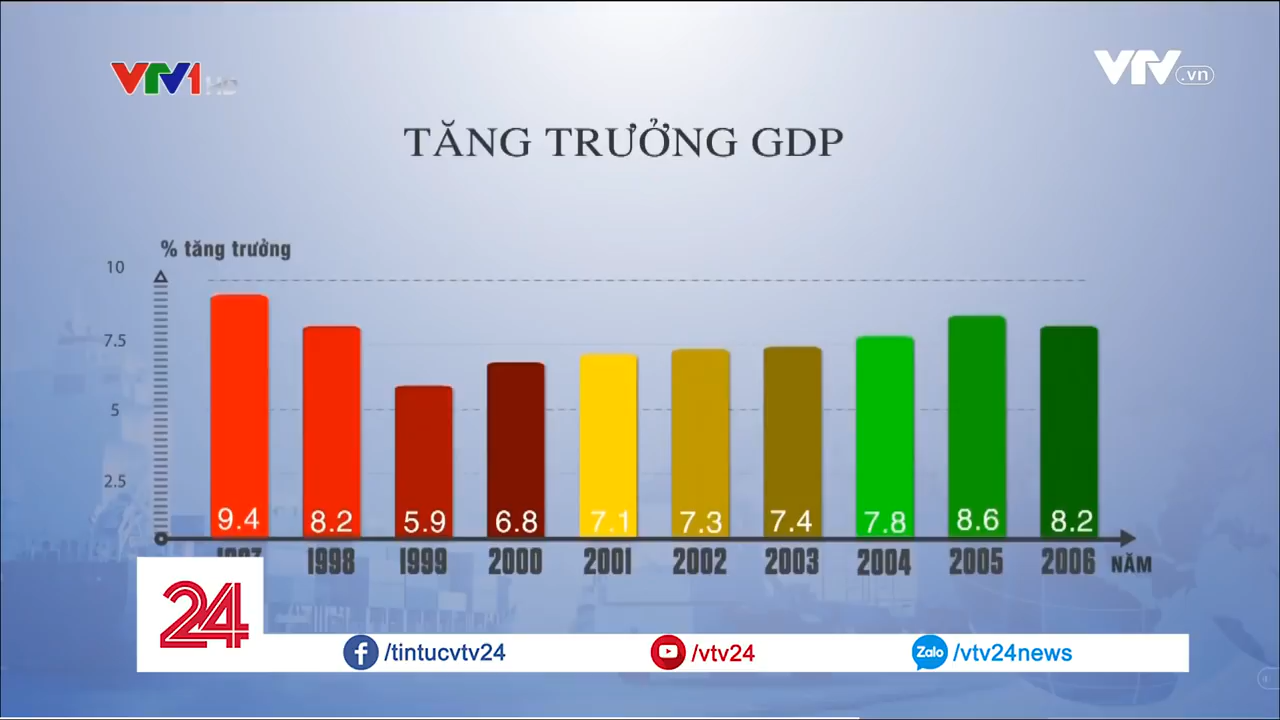 VTV1 HD
VTV.vn
TĂNG TRƯỞNG GDP
% tăng trưởng
10
7.5
5
2.5
9.4 8.2 5.9 6.8 7.1 7.3 7.4 7.8 8.6 8.2
1998 1999 2000 2001 2002 2003 2004 2005 2006 NĂM
24
/tintucvtv24 /vtv24 Zalo /vtv24news